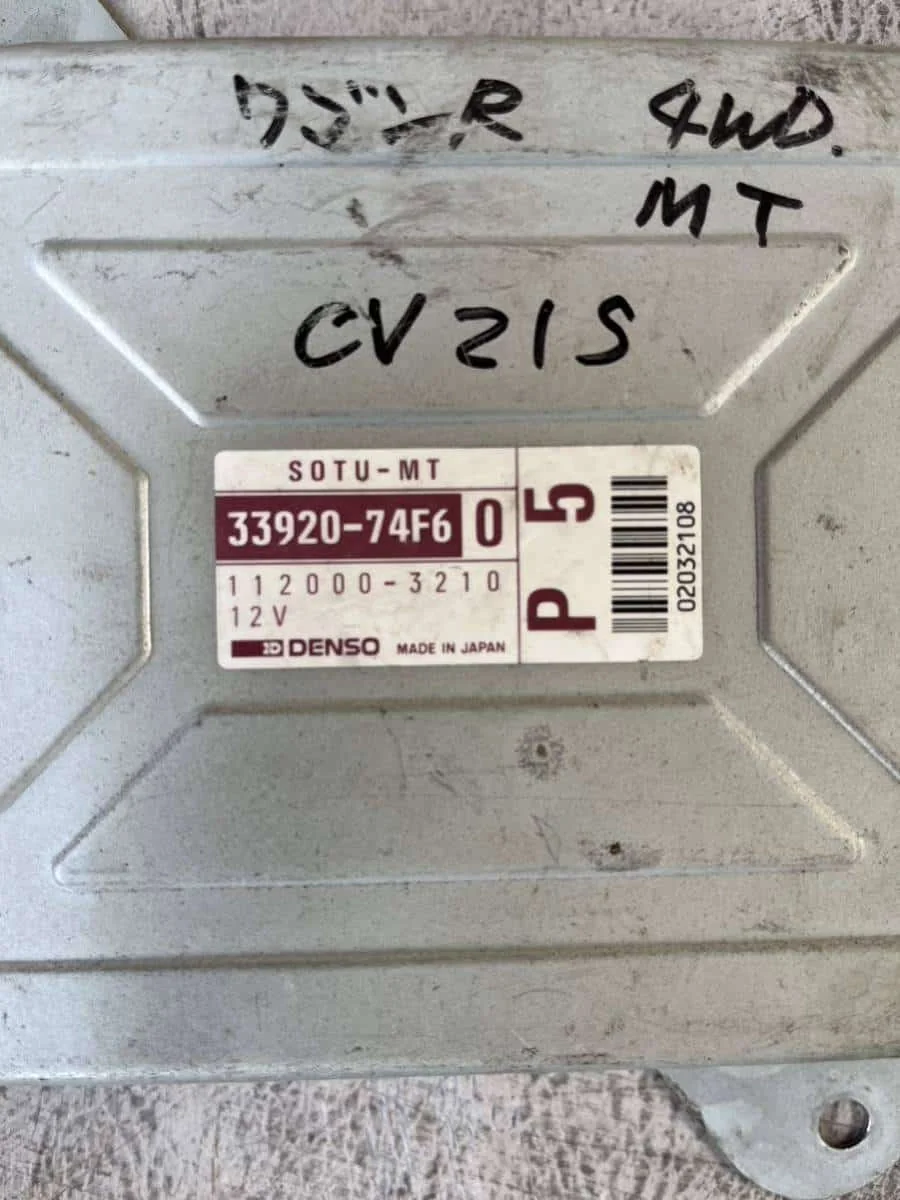 ワゴンR 4WD.
MT
CV21S
SOTU-MT
33920-74F6 0
112000-3210
12V
DENSO MADE IN JAPAN
P5
02032108